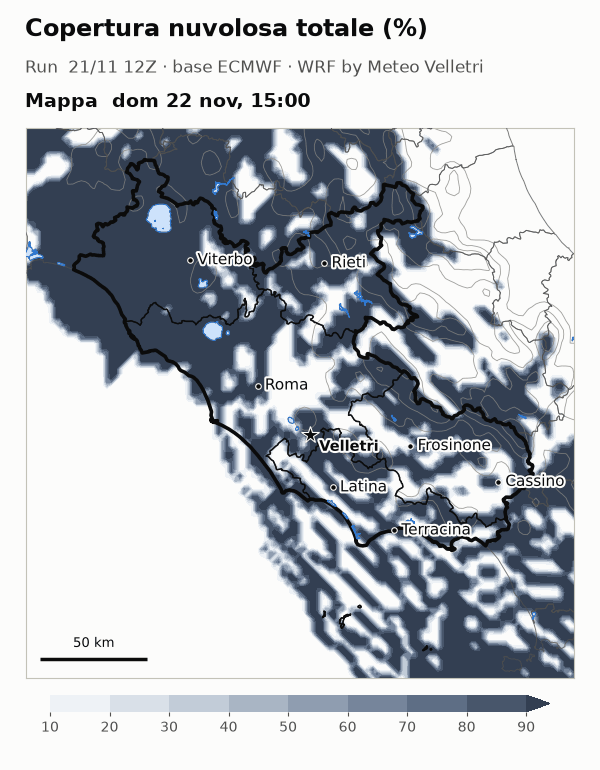 Copertura nuvolosa totale (%)
Run 21/11 12Z · base ECMWF · WRF by Meteo Velletri
Mappa dom 22 nov, 15:00
Viterbo
Rieti
Roma
Velletri
Frosinone
Latina
Cassino
Terracina
50 km
10 20 30 40 50 60 70 80 90